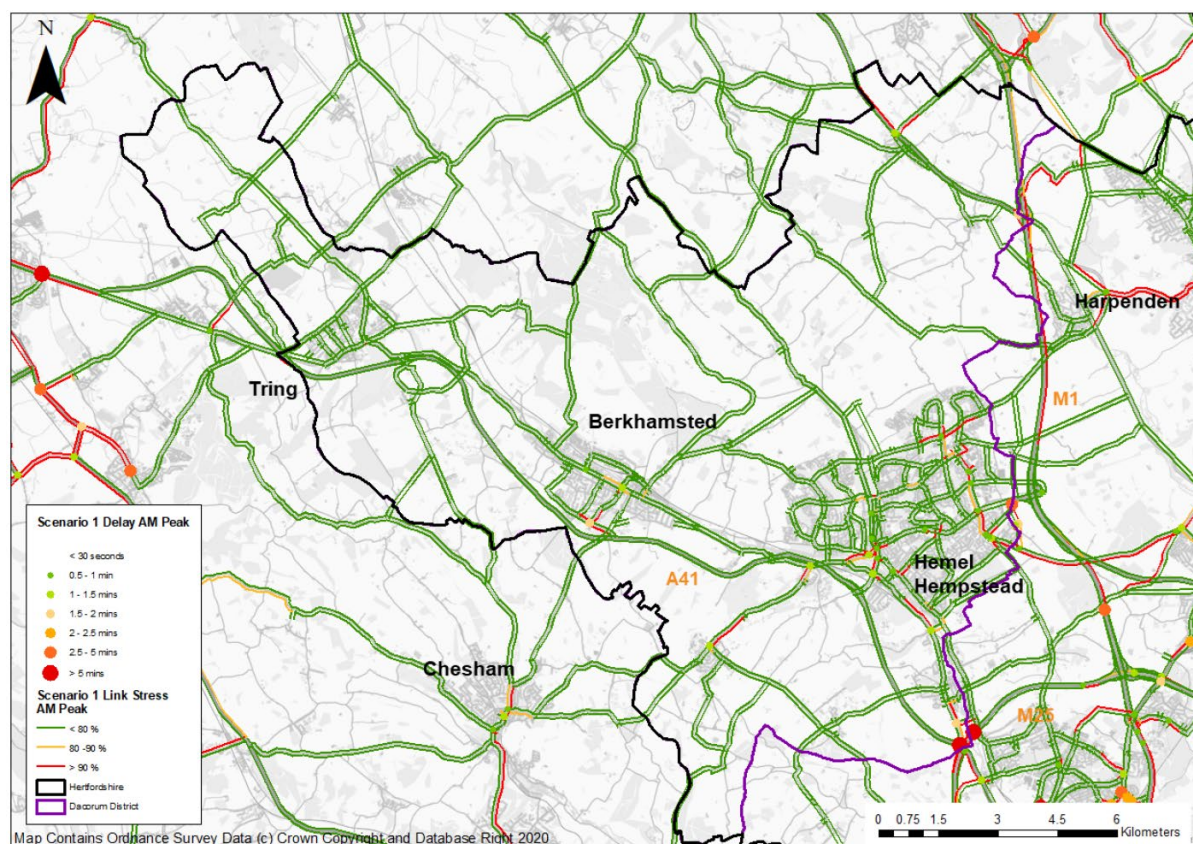 N
Harpenden
Tring
M1
Berkhamsted
A41
Hemel
Hempstead
Chesham
M25
Scenario 1 Delay AM Peak
< 30 seconds
0.5 - 1 min
1 - 1.5 mins
1.5 - 2 mins
2 - 2.5 mins
2.5 - 5 mins
> 5 mins
Scenario 1 Link Stress
AM Peak
< 80 %
80 -90 %
> 90 %
Hertfordshire
Dacorum District
0 0.75 1.5 3 4.5 6
Kilometers
Map Contains Ordnance Survey Data (c) Crown Copyright and Database Right 2020